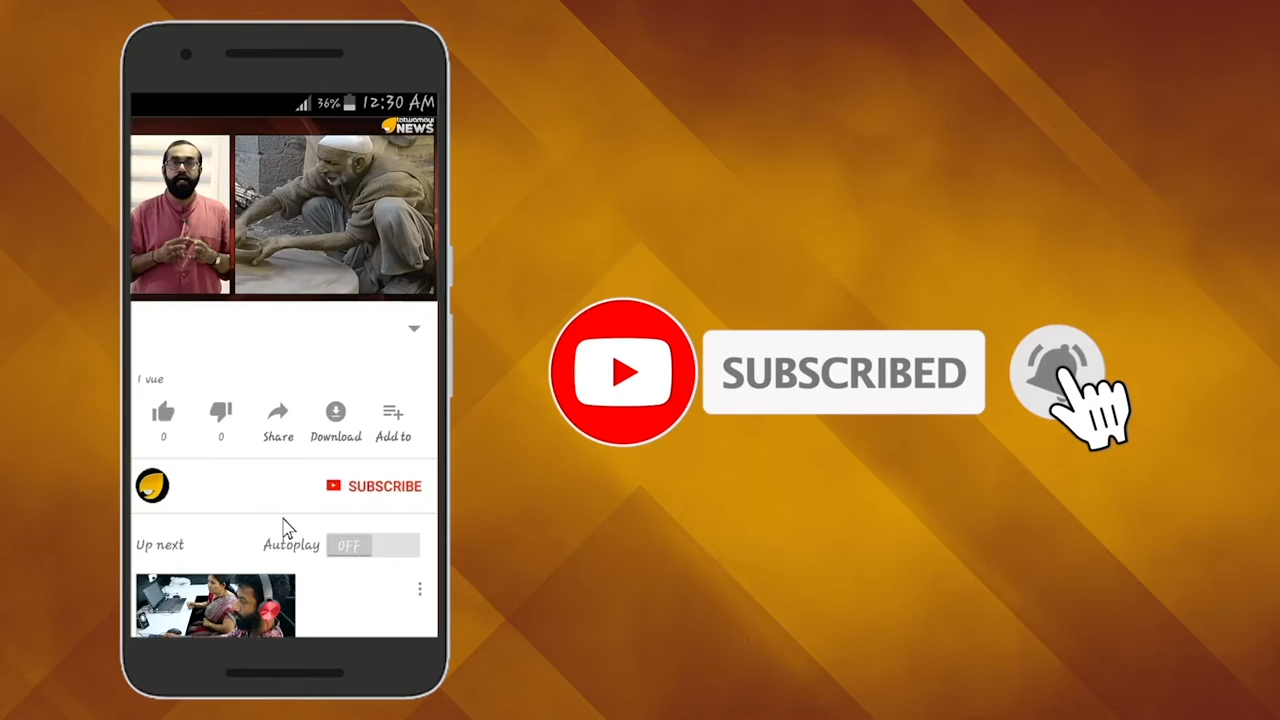 36% 12:30 AM
tatwamayi
NEWS
1 vue
0 0 Share Download Add to
SUBSCRIBE
Up next Autoplay OFF
SUBSCRIBED